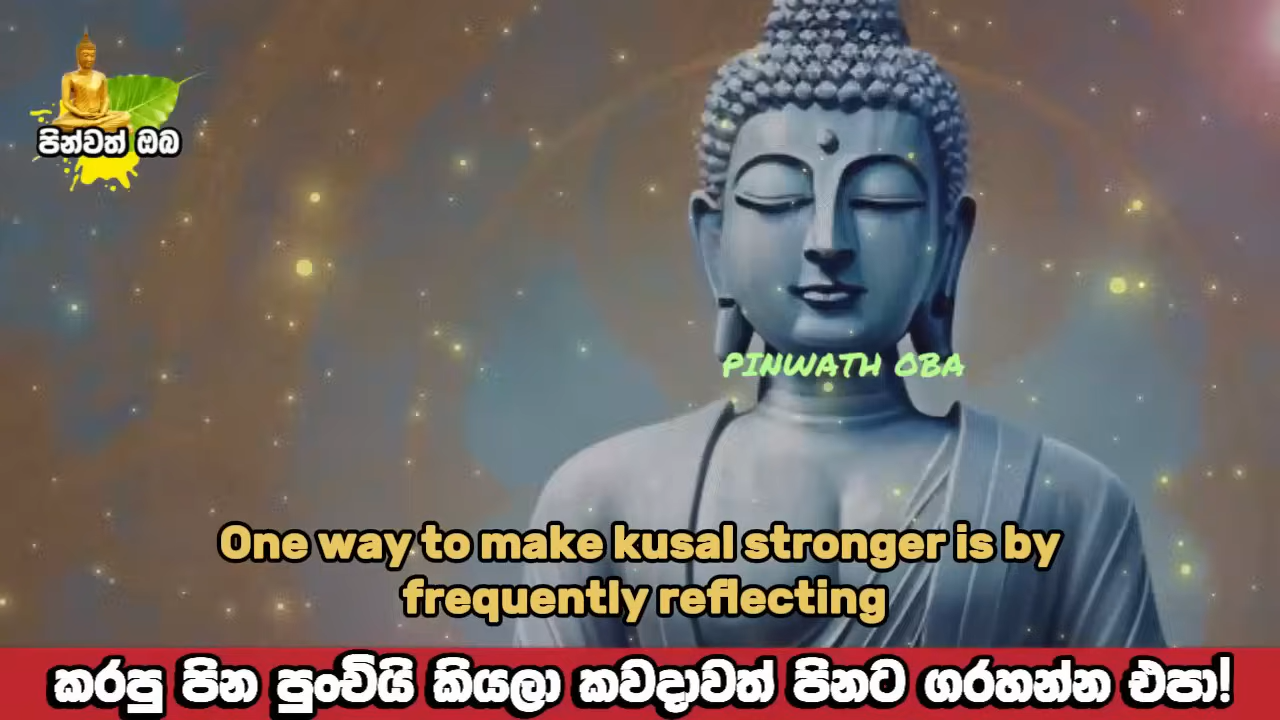 පින්වත් ඔබ
PINWATH OBA
One way to make kusal stronger is by
frequently reflecting
කරපු පින පුංචියි කියලා කවදාවත් පිනට ගරහන්න එපා!